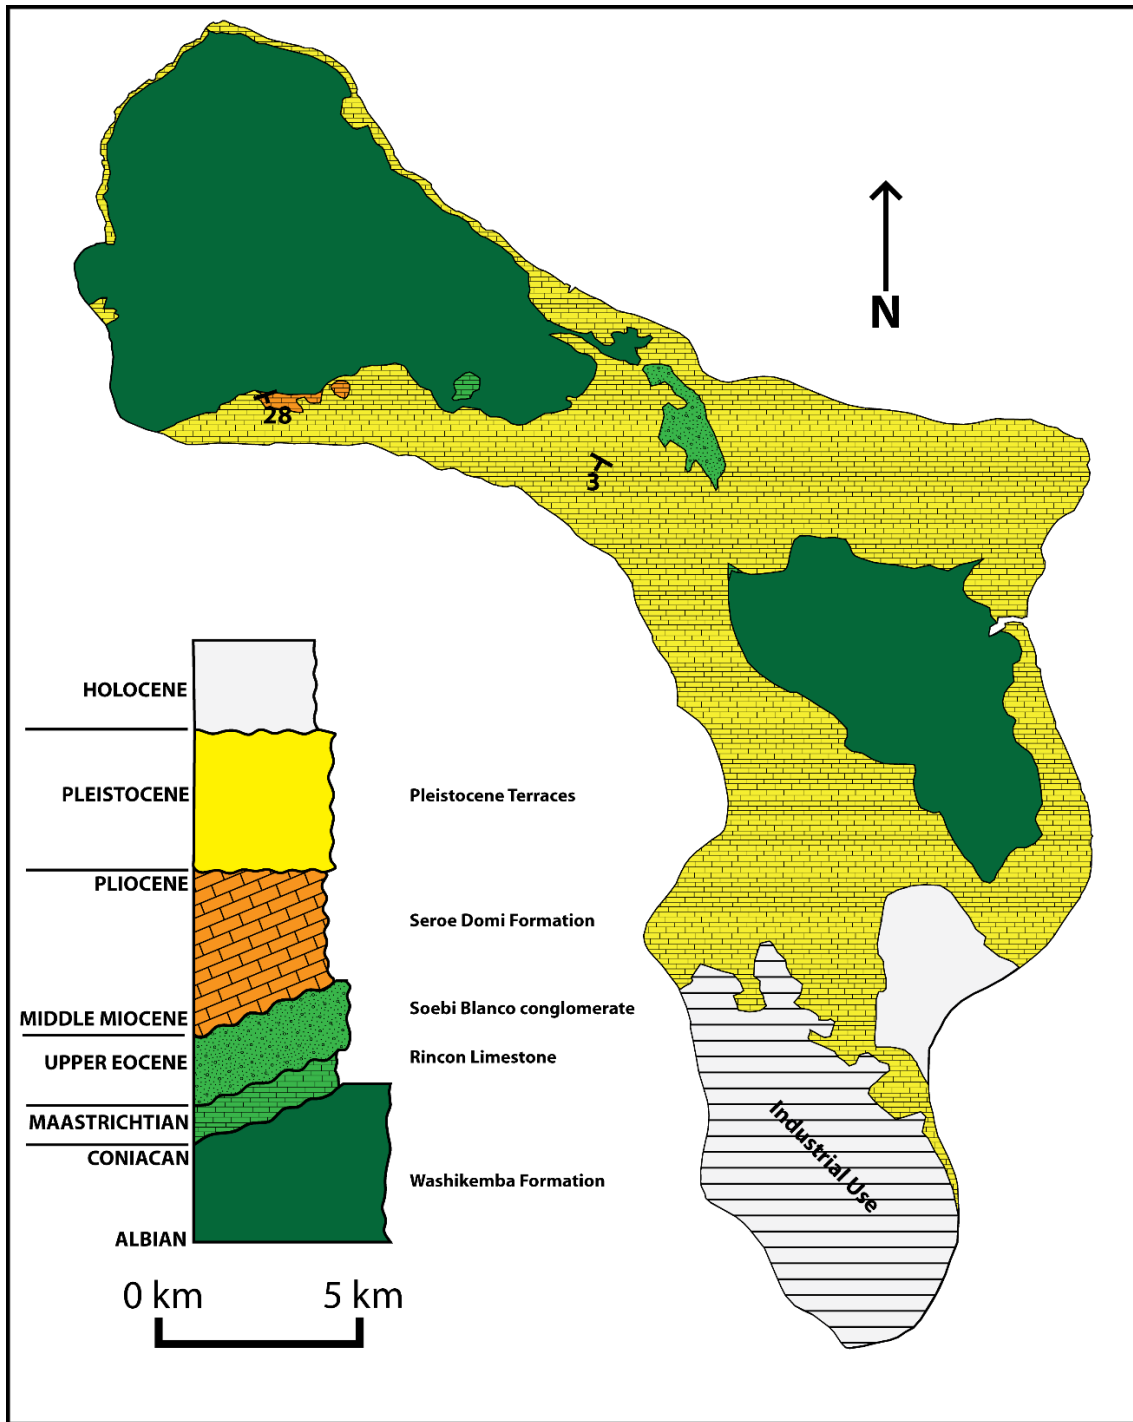 N
28
3
HOLOCENE
PLEISTOCENE
Pleistocene Terraces
PLIOCENE
Seroe Domi Formation
MIDDLE MIOCENE
Soebi Blanco conglomerate
UPPER EOCENE
Rincon Limestone
MAASTRICHTIAN
CONIACAN
Washikemba Formation
ALBIAN
Industrial Use
0 km 5 km